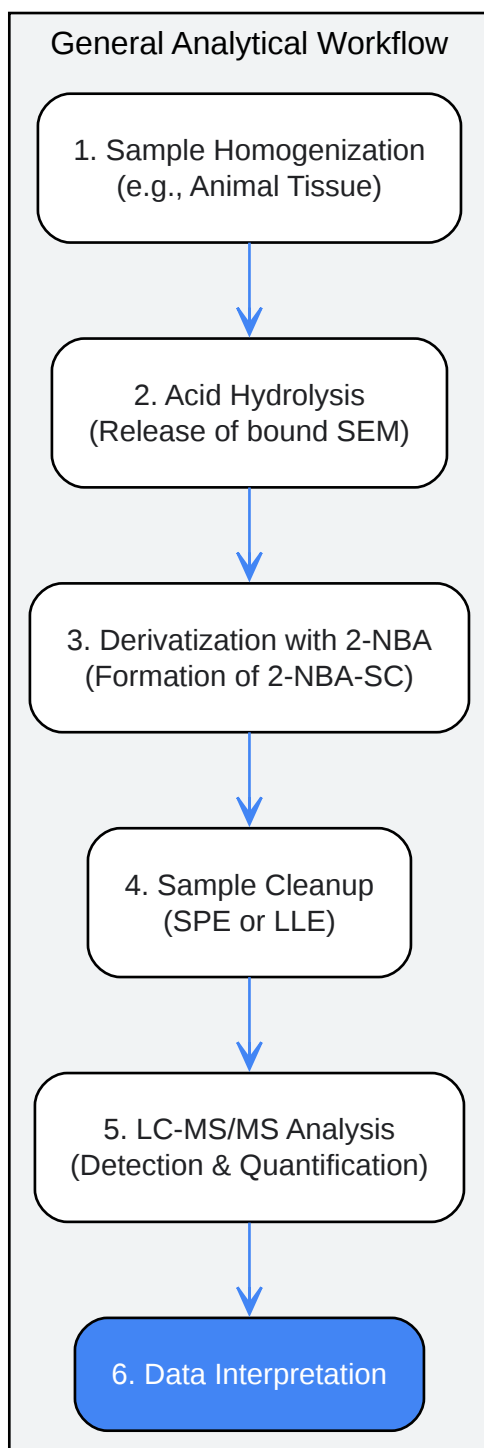 General Analytical Workflow
1. Sample Homogenization
(e.g., Animal Tissue)
2. Acid Hydrolysis
(Release of bound SEM)
3. Derivatization with 2-NBA
(Formation of 2-NBA-SC)
4. Sample Cleanup
(SPE or LLE)
5. LC-MS/MS Analysis
(Detection & Quantification)
6. Data Interpretation